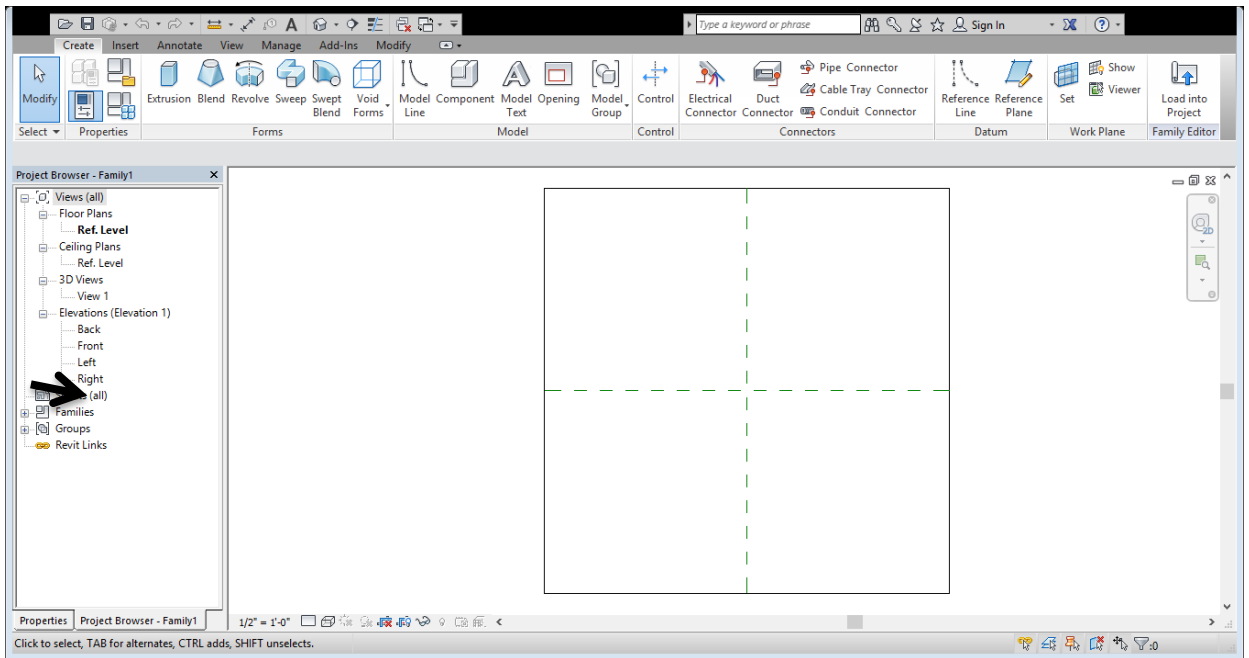 Type a keyword or phrase
Sign In
Create Insert Annotate View Manage Add-Ins Modify
Modify Extrusion Blend Revolve Sweep Swept Blend Void Forms Model Line Component Model Text Opening Model Group Control Electrical Connector Duct Connector Pipe Connector Cable Tray Connector Conduit Connector Reference Line Reference Plane Set Show Viewer Load into Project
Select Properties Forms Model Control Connectors Datum Work Plane Family Editor
Project Browser - Family1
Views (all)
Floor Plans
Ref. Level
Ceiling Plans
Ref. Level
3D Views
View 1
Elevations (Elevation 1)
Back
Front
Left
Right
(all)
Families
Groups
Revit Links
2D
Properties Project Browser - Family1
1/2" = 1'-0"
Click to select, TAB for alternates, CTRL adds, SHIFT unselects.
:0